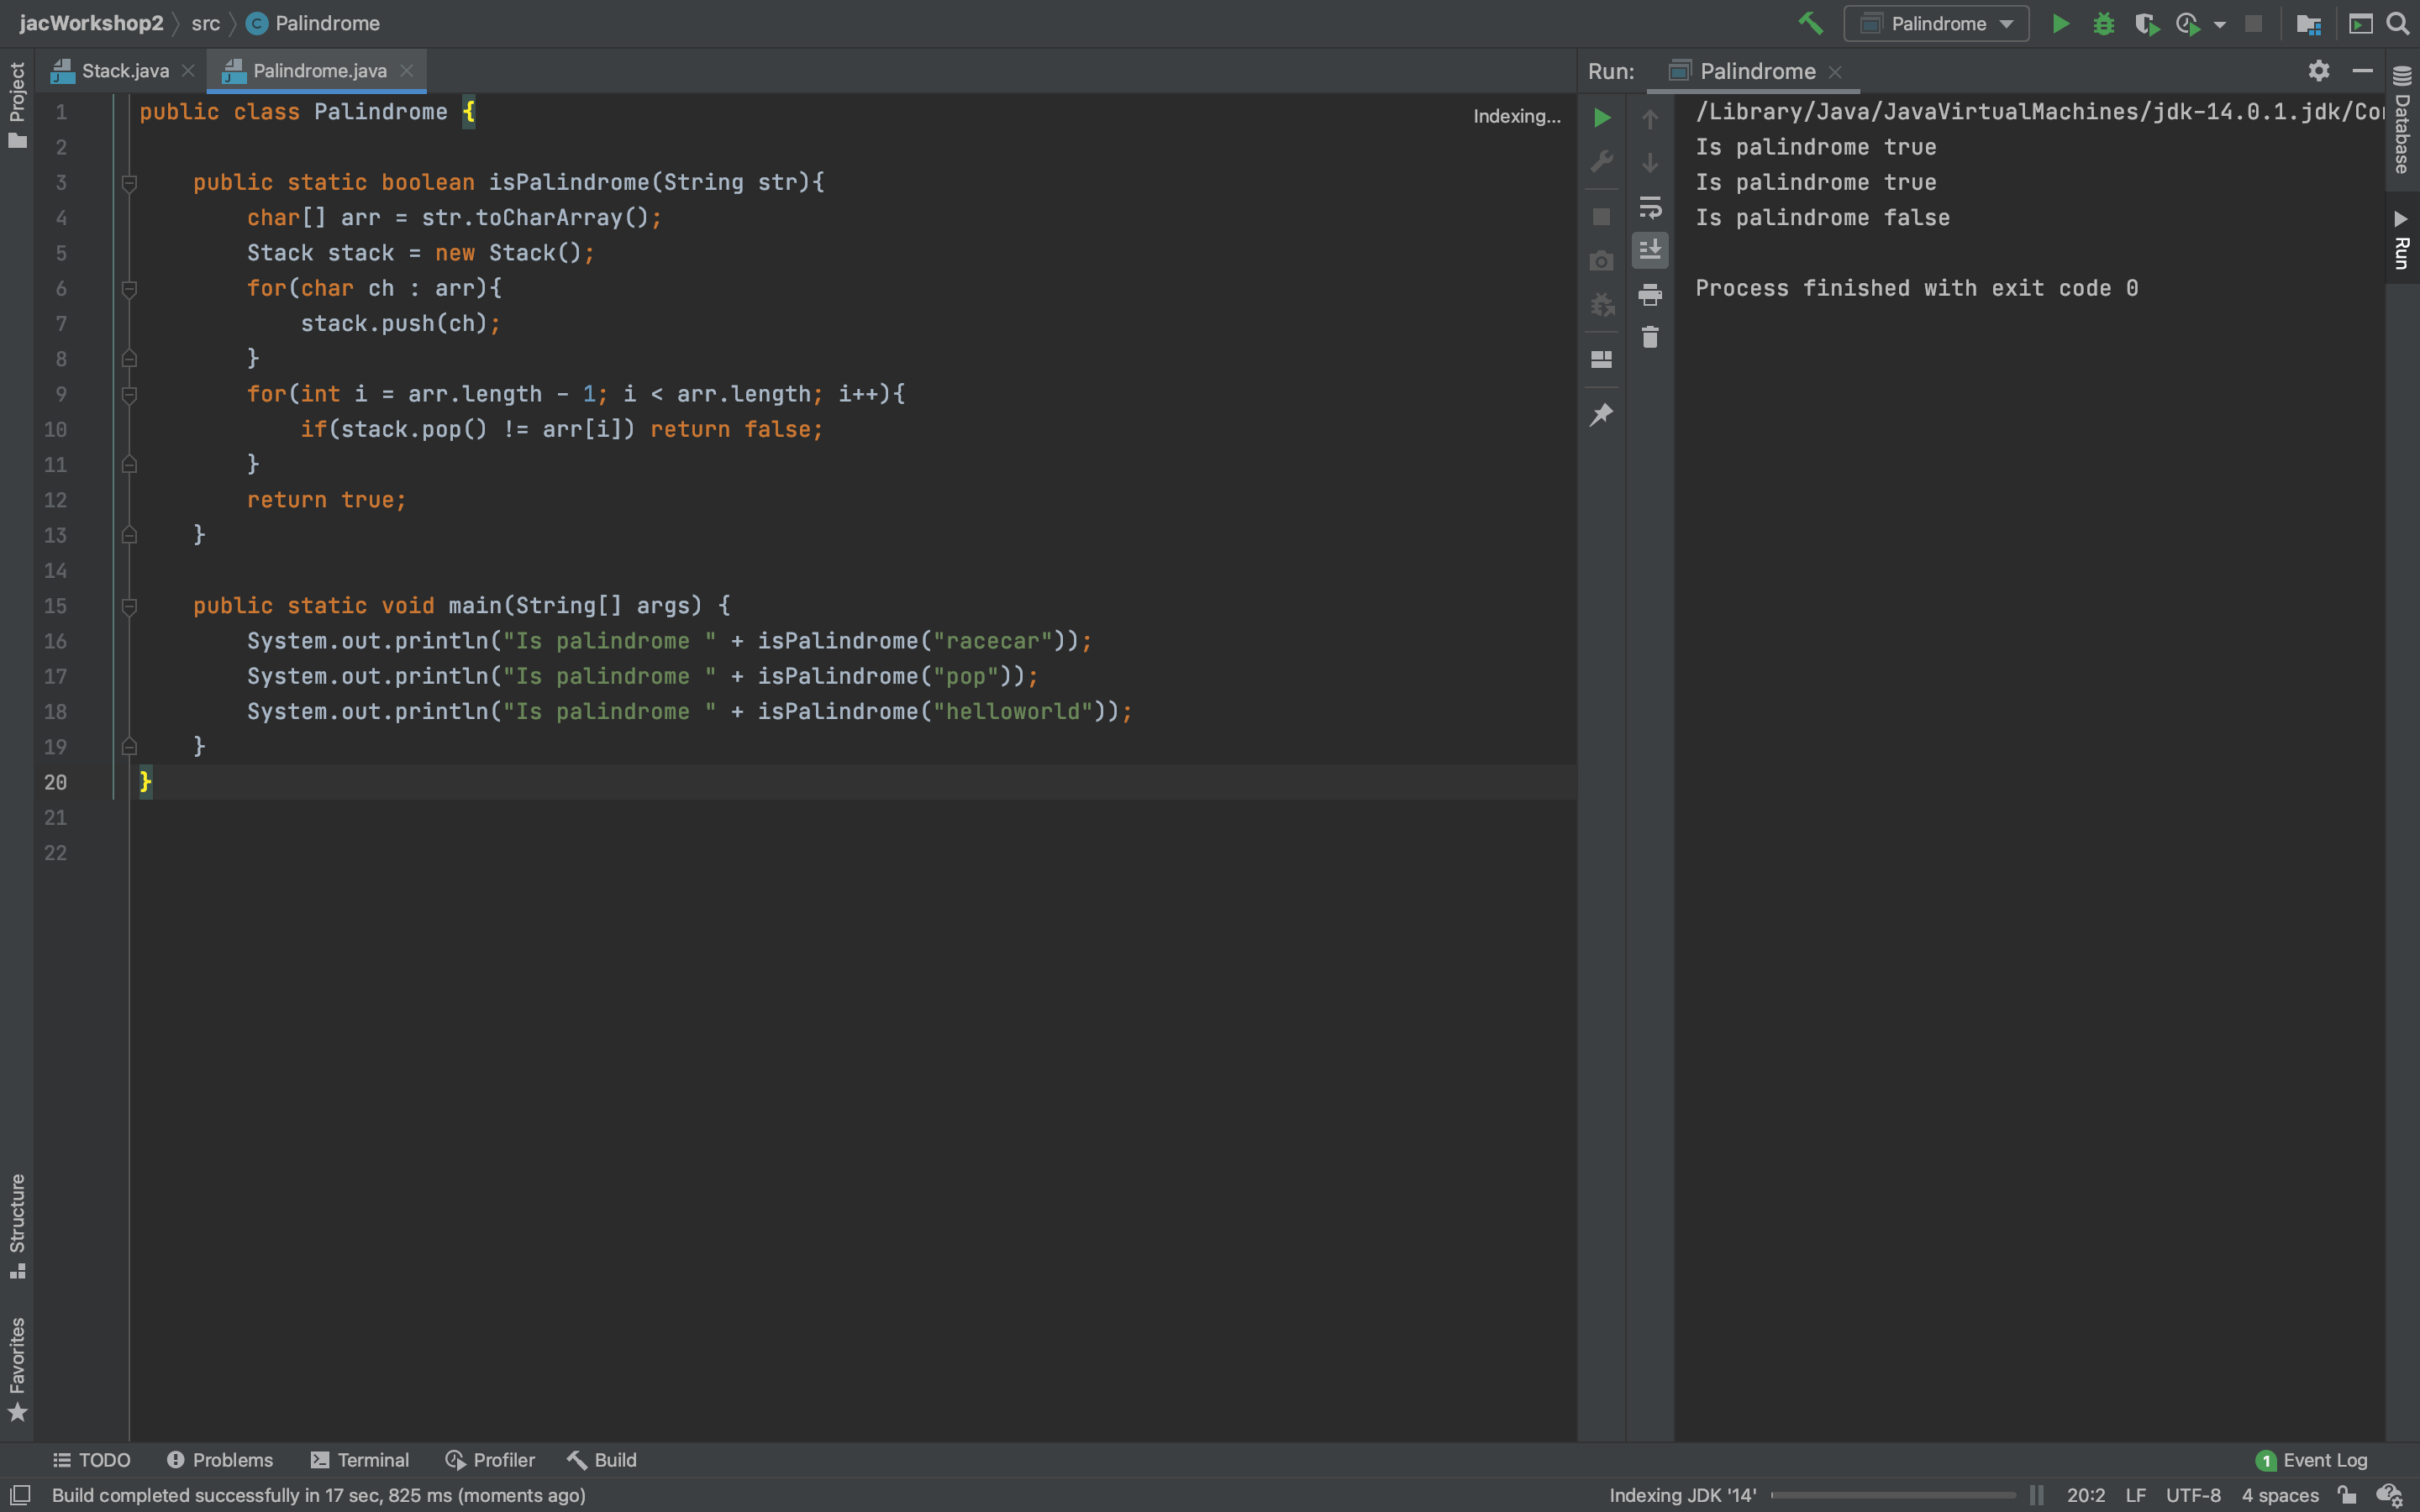 jacWorkshop2 src Palindrome
Palindrome
Stack.java
Palindrome.java
Run: Palindrome
Project
Database
Run
Structure
Favorites
Indexing...
1 public class Palindrome {
2
3 public static boolean isPalindrome(String str){
4 char[] arr = str.toCharArray();
5 Stack stack = new Stack();
6 for(char ch : arr){
7 stack.push(ch);
8 }
9 for(int i = arr.length - 1; i < arr.length; i++){
10 if(stack.pop() != arr[i]) return false;
11 }
12 return true;
13 }
14
15 public static void main(String[] args) {
16 System.out.println("Is palindrome " + isPalindrome("racecar"));
17 System.out.println("Is palindrome " + isPalindrome("pop"));
18 System.out.println("Is palindrome " + isPalindrome("helloworld"));
19 }
20 }
21
22
/Library/Java/JavaVirtualMachines/jdk-14.0.1.jdk/Co
Is palindrome true
Is palindrome true
Is palindrome false
Process finished with exit code 0
TODO Problems Terminal Profiler Build
1 Event Log
Build completed successfully in 17 sec, 825 ms (moments ago)
Indexing JDK '14' 20:2 LF UTF-8 4 spaces